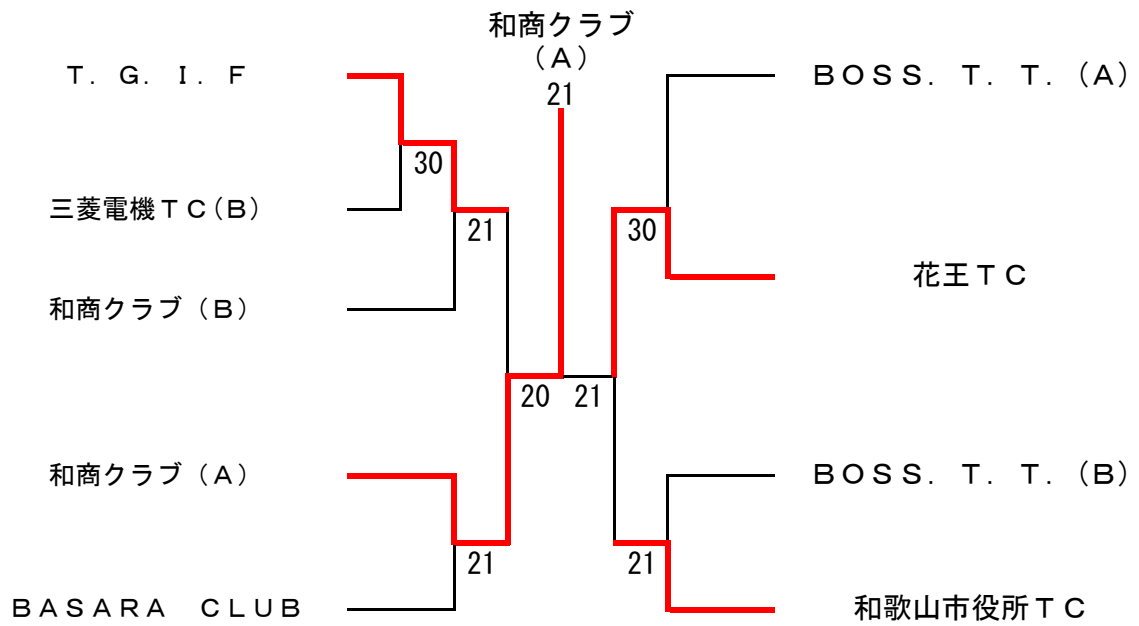 和商クラブ
（Ａ）
21
Ｔ．Ｇ．Ｉ．Ｆ
ＢＯＳＳ．Ｔ．Ｔ．（Ａ）
30
三菱電機ＴＣ(Ｂ)
21
30
花王ＴＣ
和商クラブ（Ｂ）
20
21
和商クラブ（Ａ）
ＢＯＳＳ．Ｔ．Ｔ．（Ｂ）
21
21
ＢＡＳＡＲＡ　ＣＬＵＢ
和歌山市役所ＴＣ